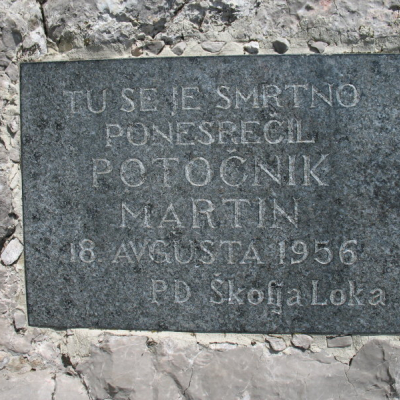 TU SE JE SMRTNO
PONESREČIL
POTOČNIK
MARTIN
18. AVGUSTA 1956
PD Škofja Loka